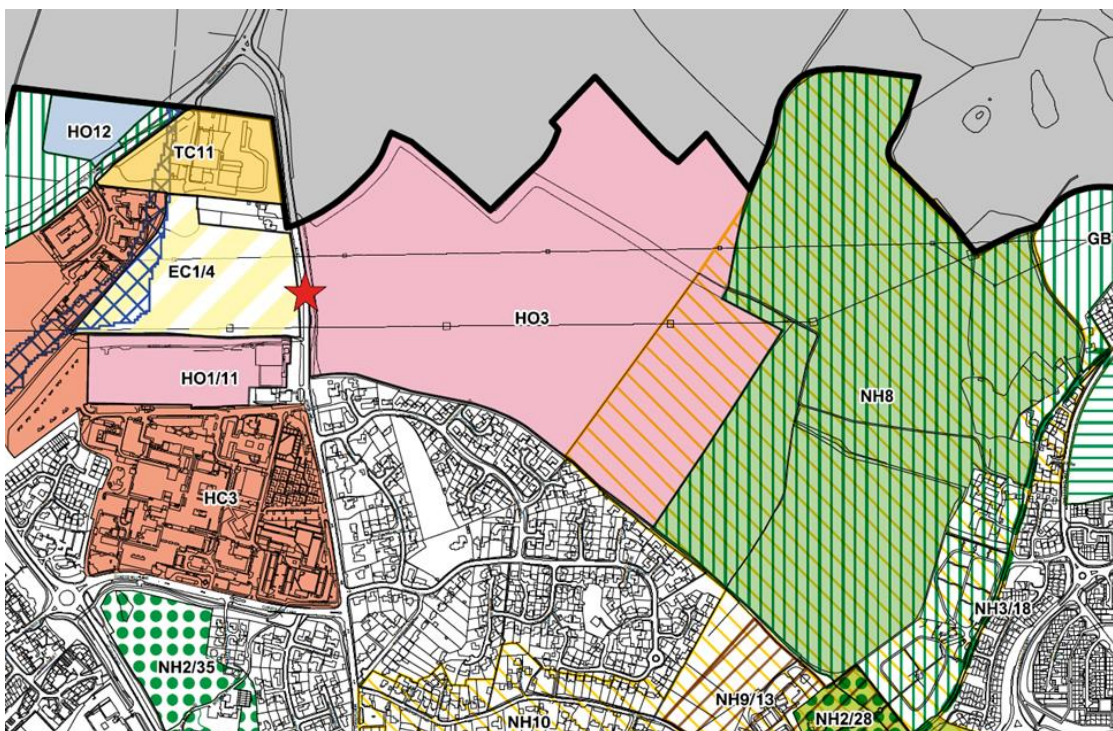 HO12
TC11
GB
EC1/4
HO3
HO1/11
NH8
HC3
NH3/18
NH2/35
NH9/13
NH10
NH2/28